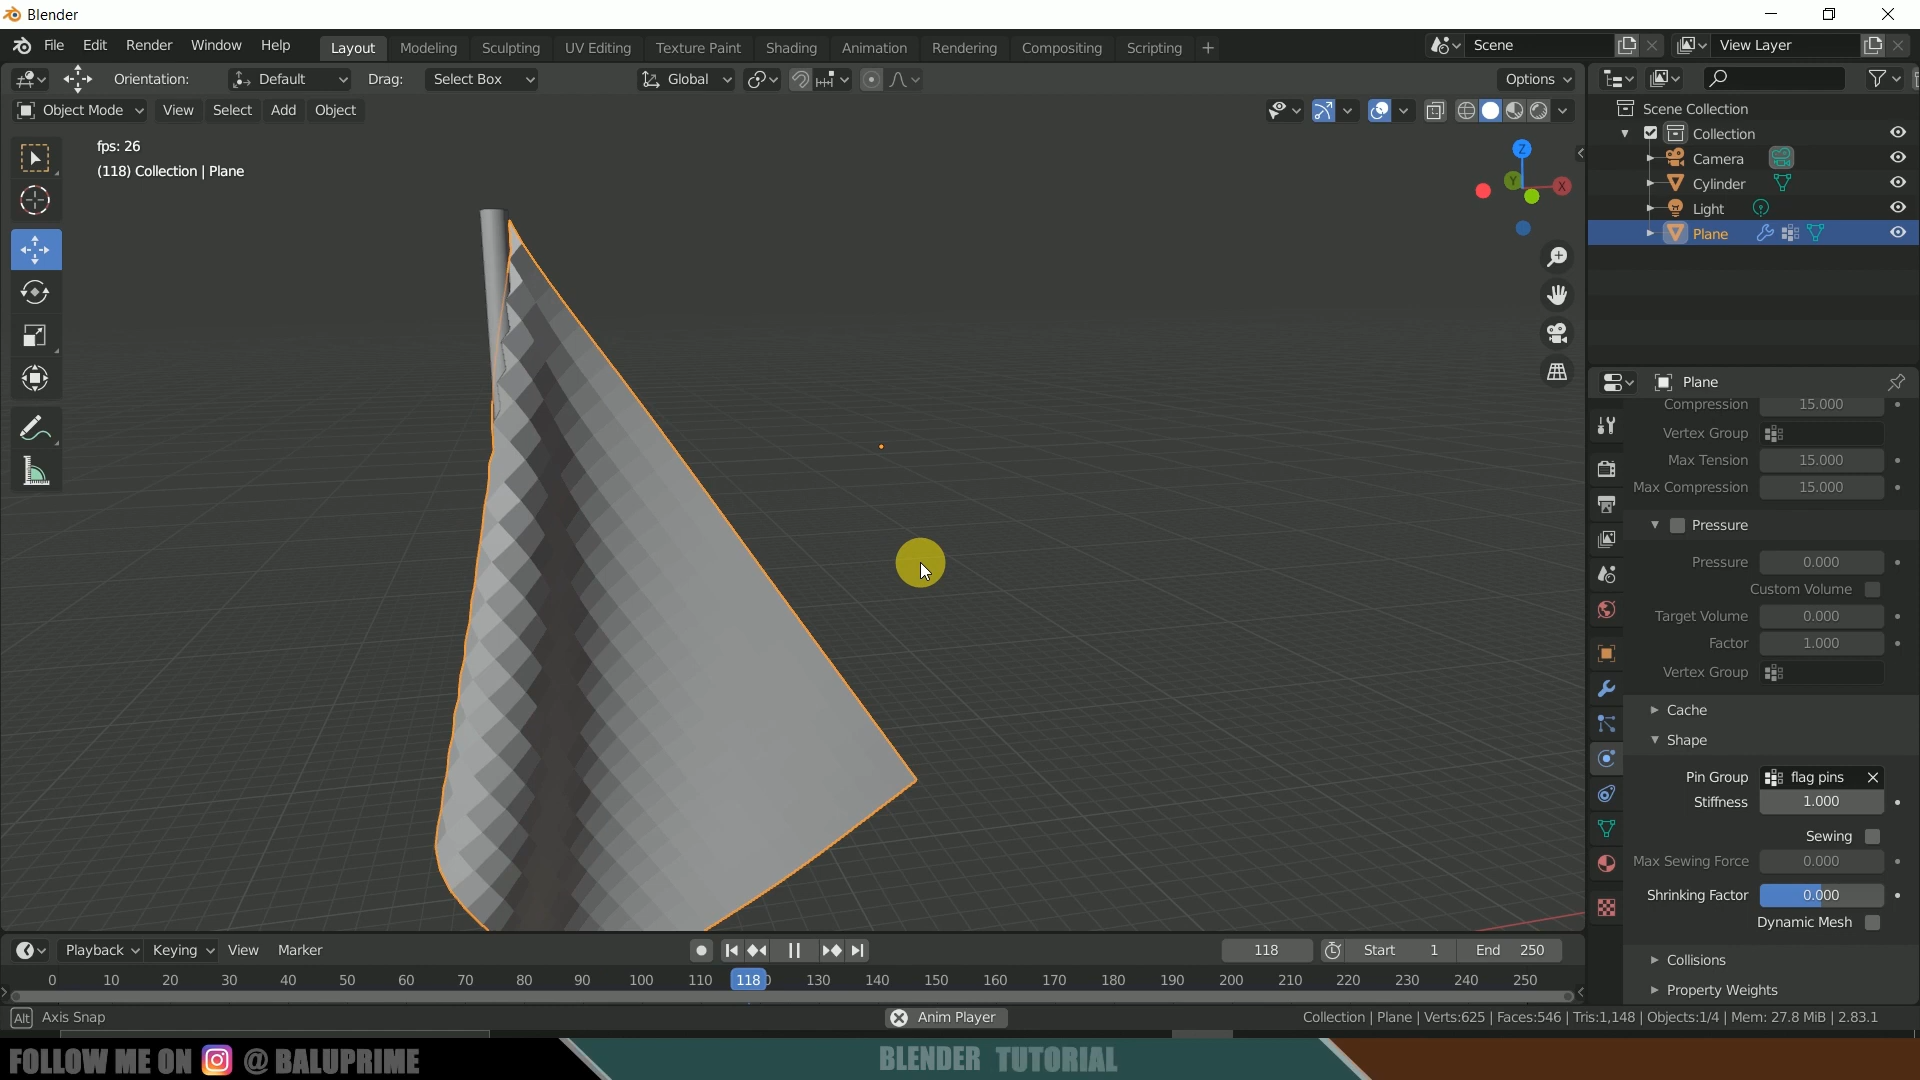 Blender
File Edit Render Window Help Layout Modeling Sculpting UV Editing Texture Paint Shading Animation Rendering Compositing Scripting + Scene View Layer
Orientation: Default Drag: Select Box Global Options
Object Mode View Select Add Object
fps: 26
(118) Collection | Plane
Z
Y
X
Scene Collection
Collection
Camera
Cylinder
Light
Plane
Plane
Compression 15.000
Vertex Group
Max Tension 15.000
Max Compression 15.000
Pressure
Pressure 0.000
Custom Volume
Target Volume 0.000
Factor 1.000
Vertex Group
Cache
Shape
Pin Group flag pins
Stiffness 1.000
Sewing
Max Sewing Force 0.000
Shrinking Factor 0.000
Dynamic Mesh
Collisions
Property Weights
Playback Keying View Marker 118 Start 1 End 250
0 10 20 30 40 50 60 70 80 90 100 110 118 130 140 150 160 170 180 190 200 210 220 230 240 250
Alt Axis Snap Anim Player Collection | Plane | Verts:625 | Faces:546 | Tris:1,148 | Objects:1/4 | Mem: 27.8 MiB | 2.83.1
FOLLOW ME ON @ BALUPRIME BLENDER TUTORIAL